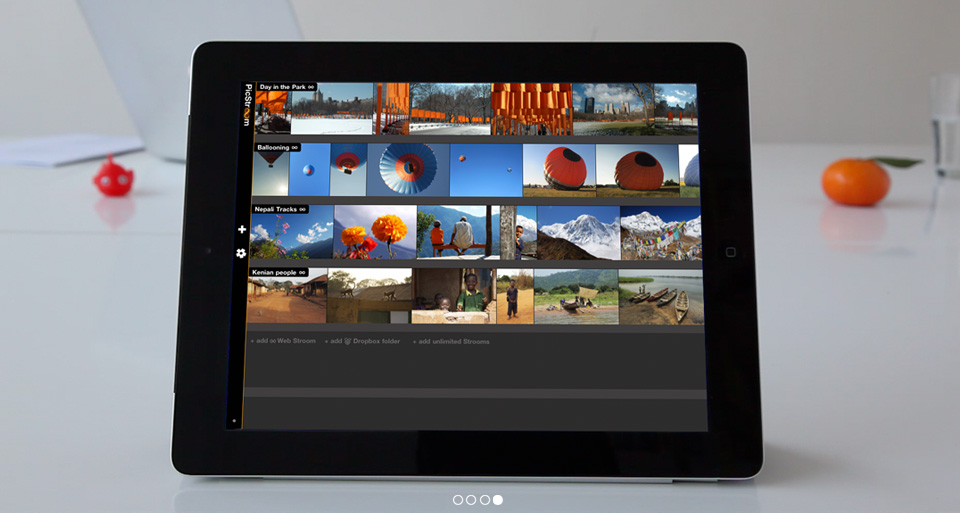 PicStroom
Day in the Park ∞
Ballooning ∞
Nepali Tracks ∞
Kenian people ∞
+ add ∞ Web Stroom + add Dropbox folder + add unlimited Strooms